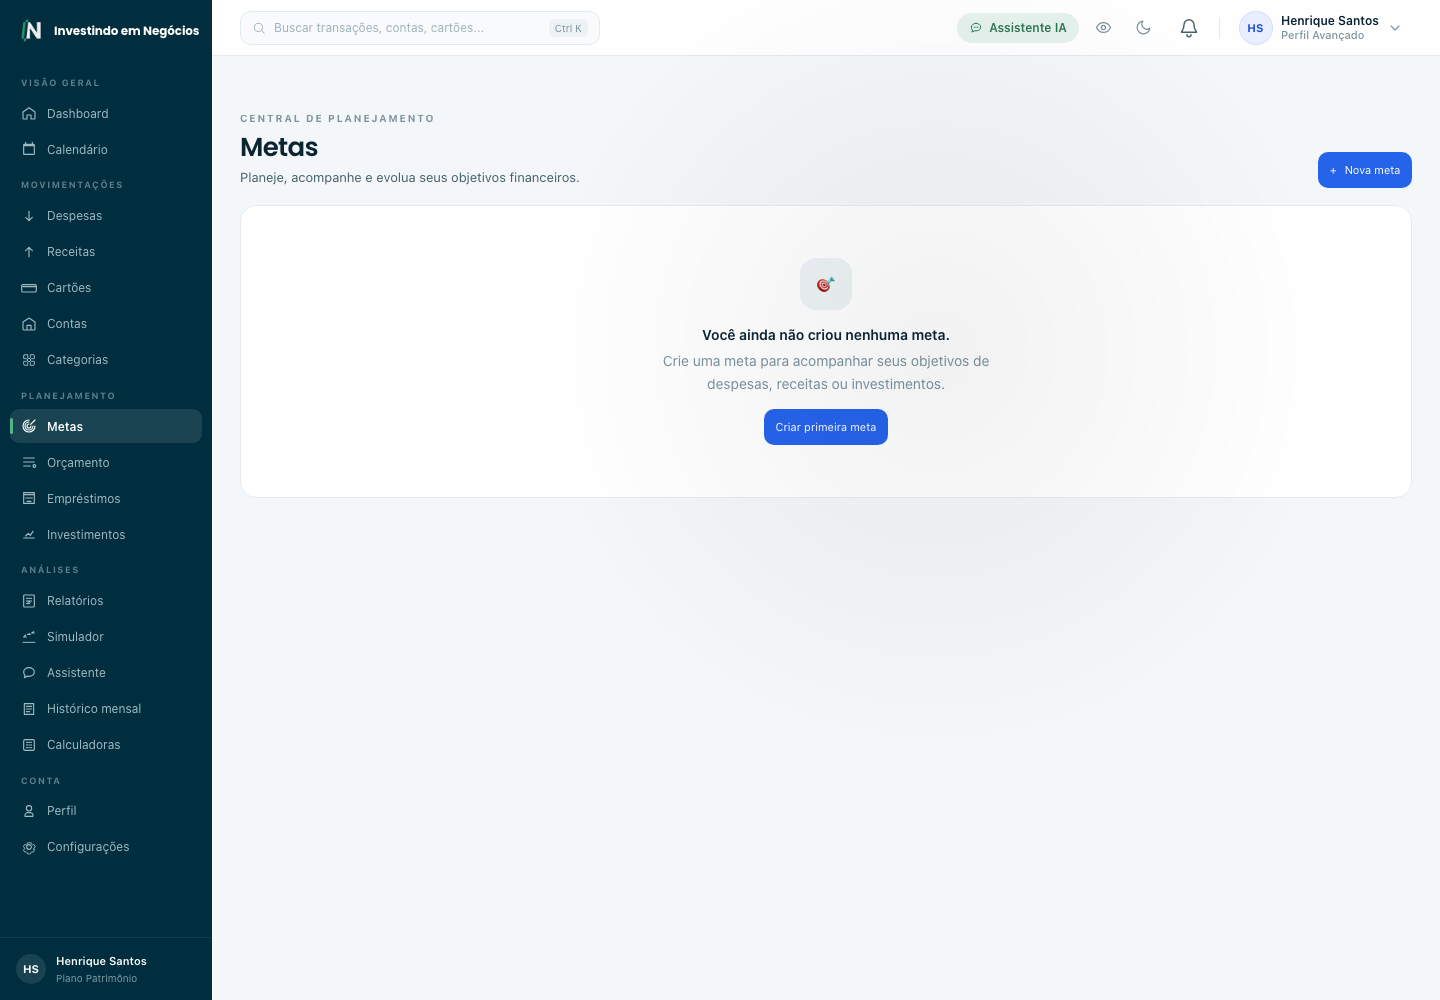 Investindo em Negócios
VISÃO GERAL
Dashboard
Calendário
MOVIMENTAÇÕES
Despesas
Receitas
Cartões
Contas
Categorias
PLANEJAMENTO
Metas
Orçamento
Empréstimos
Investimentos
ANÁLISES
Relatórios
Simulador
Assistente
Histórico mensal
Calculadoras
CONTA
Perfil
Configurações
HS
Henrique Santos
Plano Patrimônio
Buscar transações, contas, cartões...
Ctrl K
Assistente IA
HS
Henrique Santos
Perfil Avançado
CENTRAL DE PLANEJAMENTO
Metas
Planeje, acompanhe e evolua seus objetivos financeiros.
+ Nova meta
Você ainda não criou nenhuma meta.
Crie uma meta para acompanhar seus objetivos de
despesas, receitas ou investimentos.
Criar primeira meta